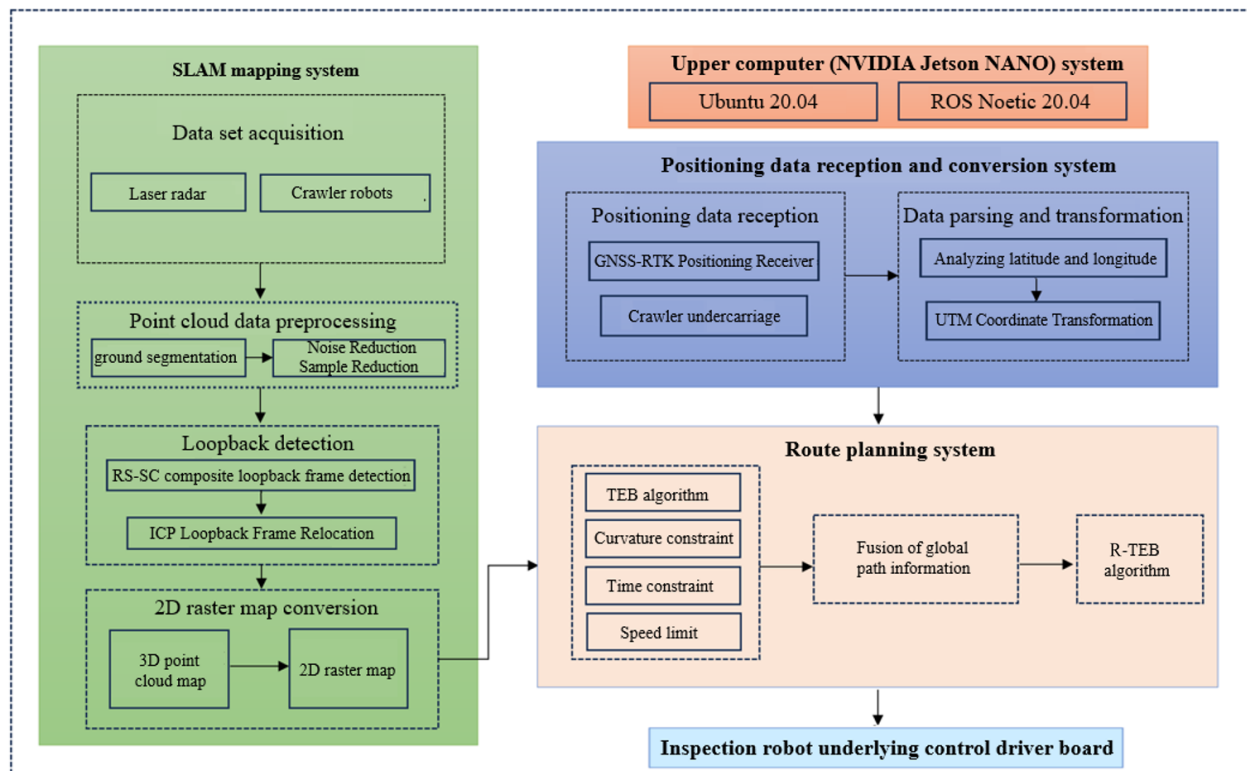 SLAM mapping system
Data set acquisition
Laser radar
Crawler robots
Point cloud data preprocessing
ground segmentation
Noise Reduction
Sample Reduction
Loopback detection
RS-SC composite loopback frame detection
ICP Loopback Frame Relocation
2D raster map conversion
3D point
cloud map
2D raster map
Upper computer (NVIDIA Jetson NANO) system
Ubuntu 20.04
ROS Noetic 20.04
Positioning data reception and conversion system
Positioning data reception
GNSS-RTK Positioning Receiver
Crawler undercarriage
Data parsing and transformation
Analyzing latitude and longitude
UTM Coordinate Transformation
Route planning system
TEB algorithm
Curvature constraint
Time constraint
Speed limit
Fusion of global
path information
R-TEB
algorithm
Inspection robot underlying control driver board